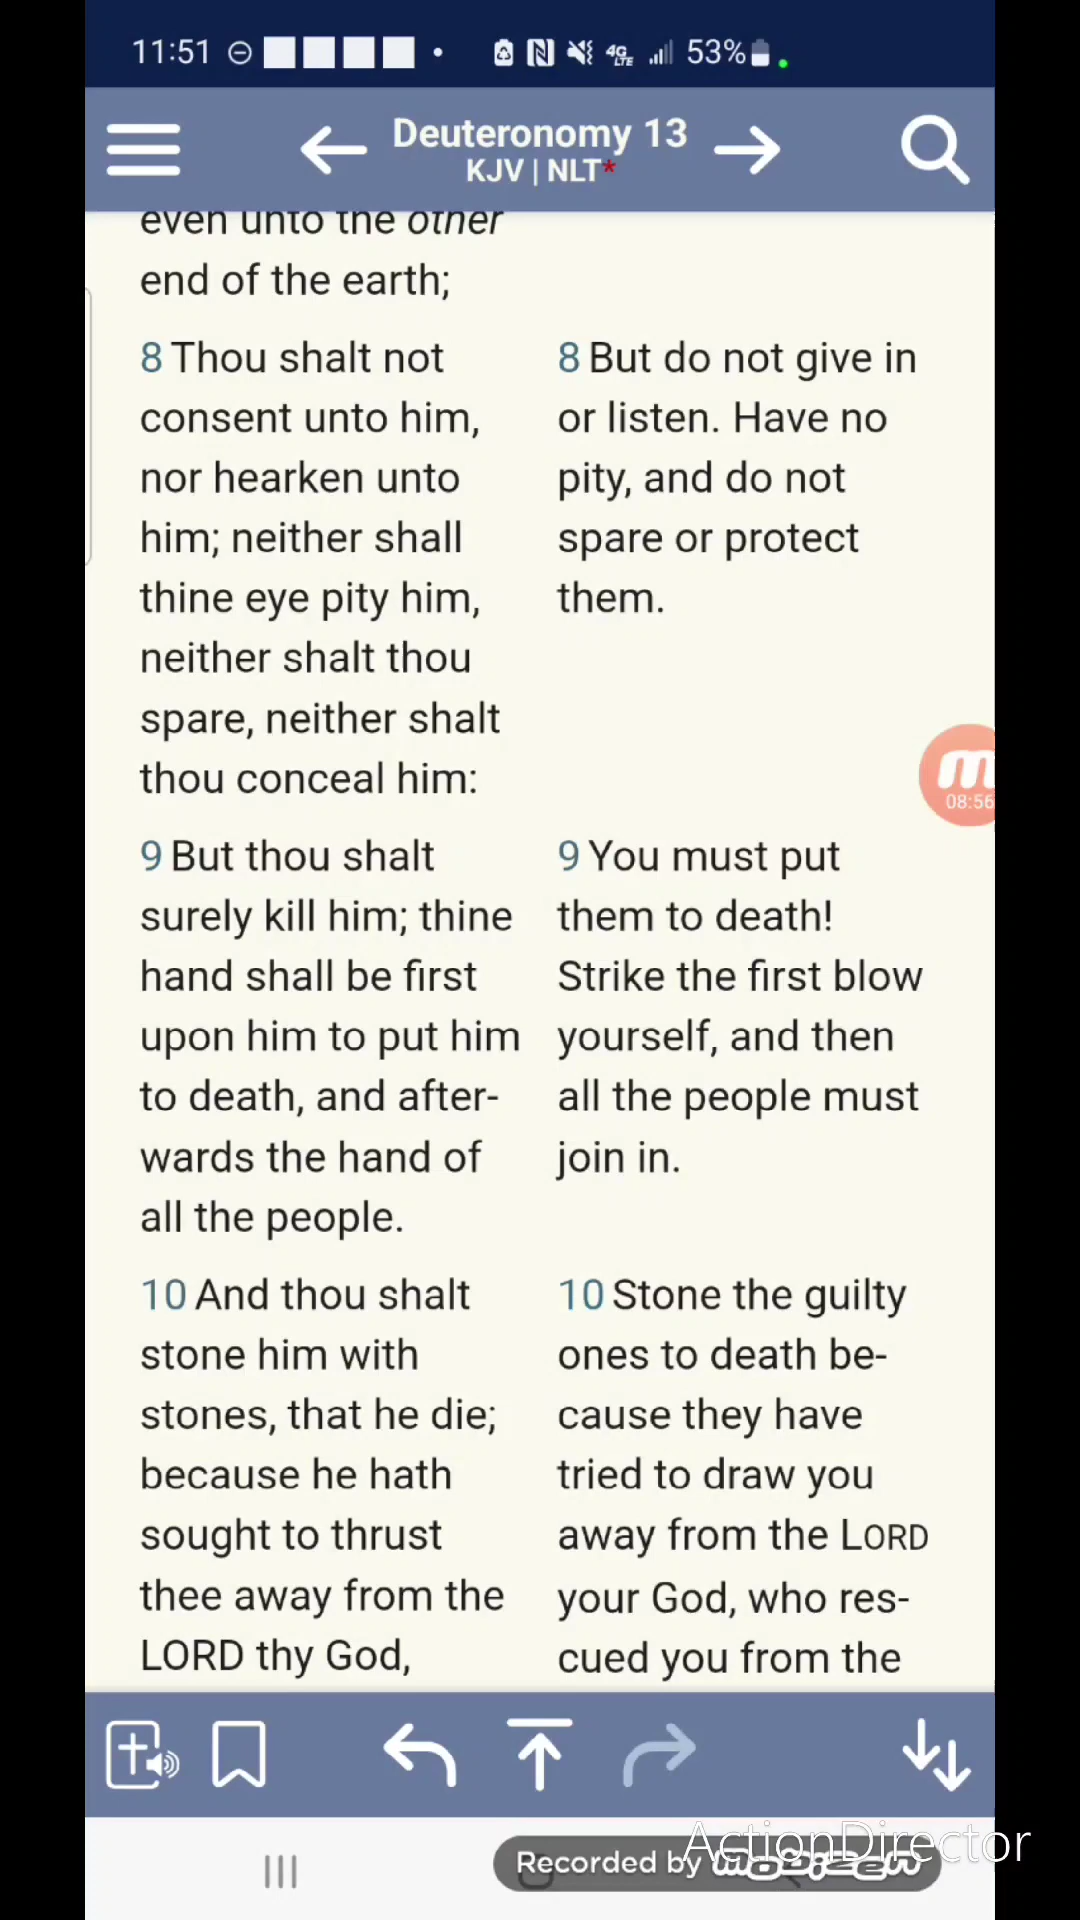 11:51
4G LTE
53%
Deuteronomy 13
KJV | NLT*
even unto the other
end of the earth;
8 Thou shalt not
consent unto him,
nor hearken unto
him; neither shall
thine eye pity him,
neither shalt thou
spare, neither shalt
thou conceal him:
9 But thou shalt
surely kill him; thine
hand shall be first
upon him to put him
to death, and after-
wards the hand of
all the people.
10 And thou shalt
stone him with
stones, that he die;
because he hath
sought to thrust
thee away from the
LORD thy God,
8 But do not give in
or listen. Have no
pity, and do not
spare or protect
them.
9 You must put
them to death!
Strike the first blow
yourself, and then
all the people must
join in.
10 Stone the guilty
ones to death be-
cause they have
tried to draw you
away from the LORD
your God, who res-
cued you from the
m
08:56
ActionDirector
Recorded by mobizen